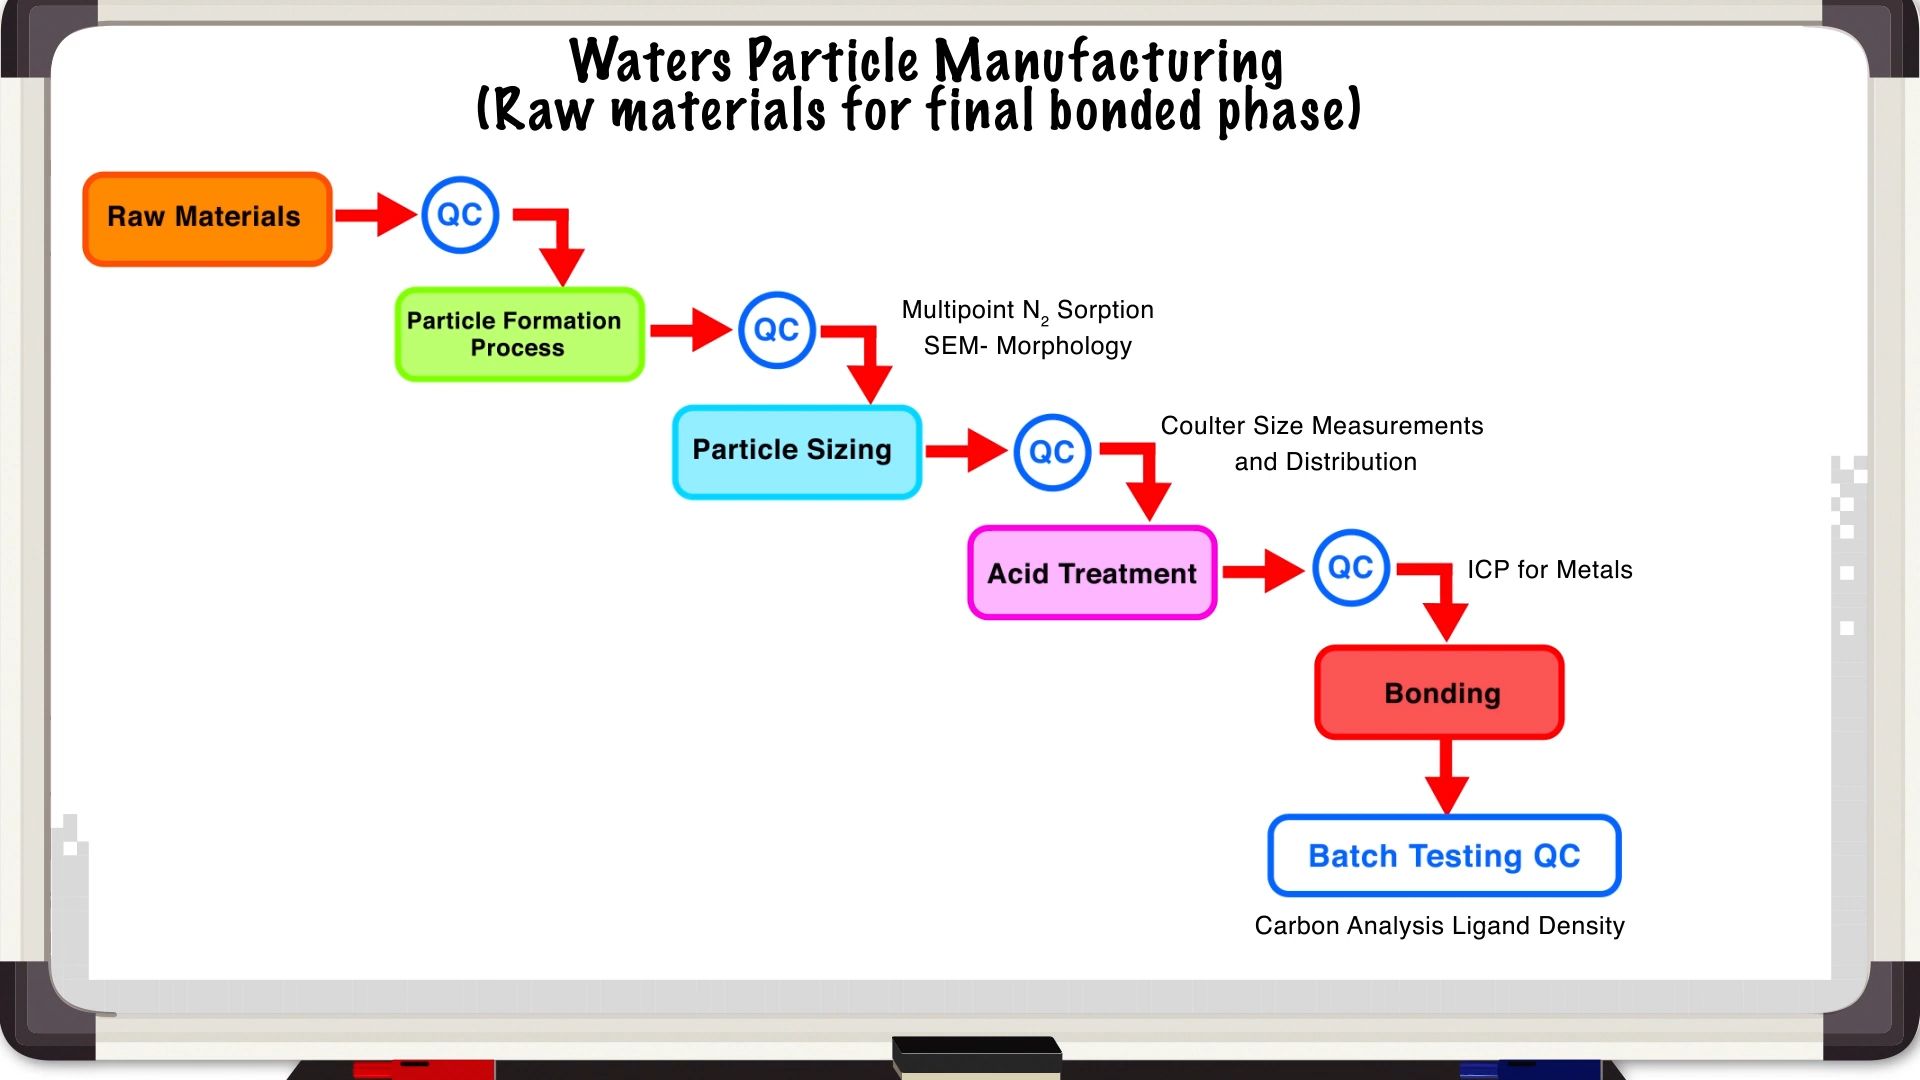 Waters Particle Manufacturing
(Raw materials for final bonded phase)
Raw Materials
QC
Particle Formation
Process
QC
Multipoint N₂ Sorption
SEM- Morphology
Particle Sizing
QC
Coulter Size Measurements
and Distribution
Acid Treatment
QC
ICP for Metals
Bonding
Batch Testing QC
Carbon Analysis Ligand Density